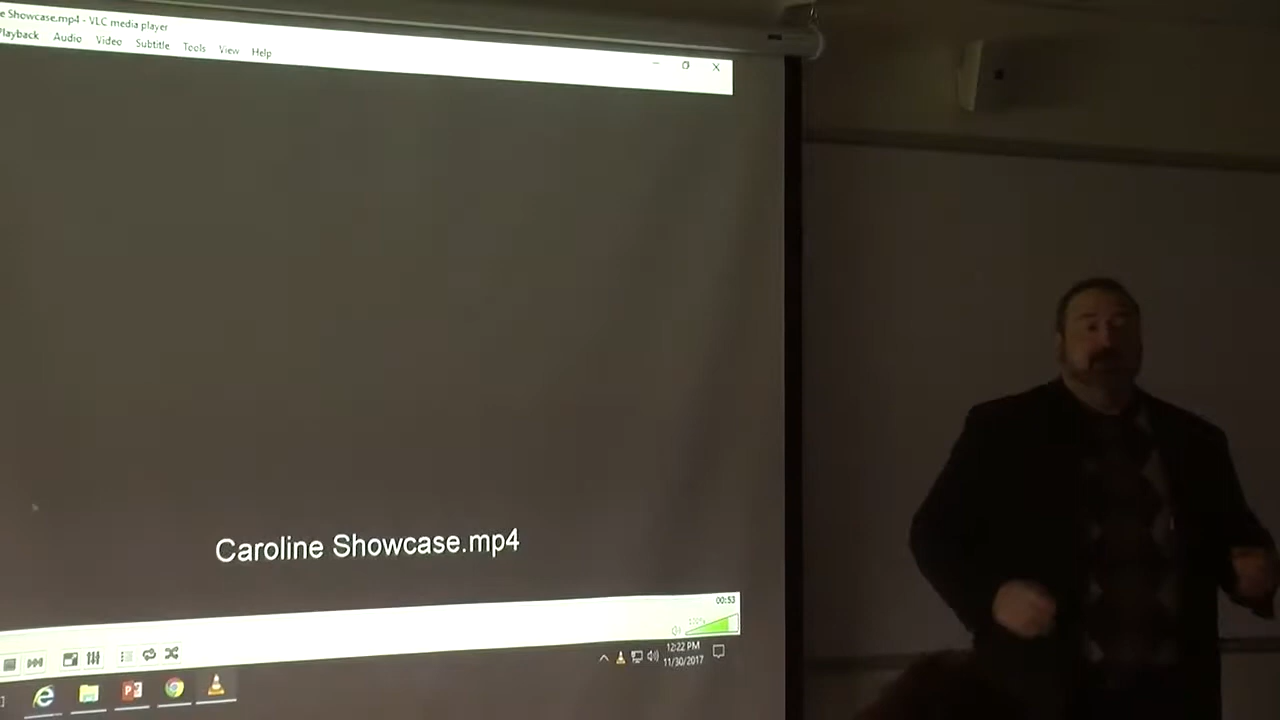 e Showcase.mp4 - VLC media player
Playback Audio Video Subtitle Tools View Help
Caroline Showcase.mp4
00:53
100%
12:22 PM
11/30/2017